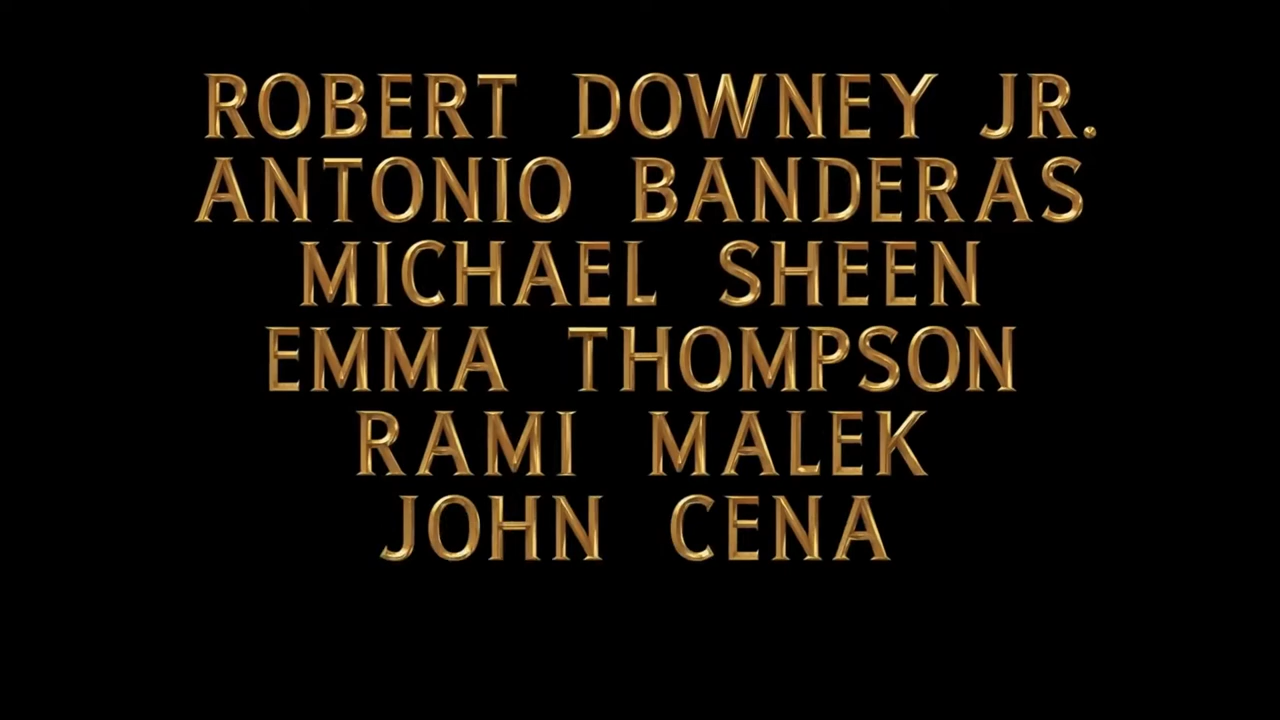 ROBERT DOWNEY JR.
ANTONIO BANDERAS
MICHAEL SHEEN
EMMA THOMPSON
RAMI MALEK
JOHN CENA